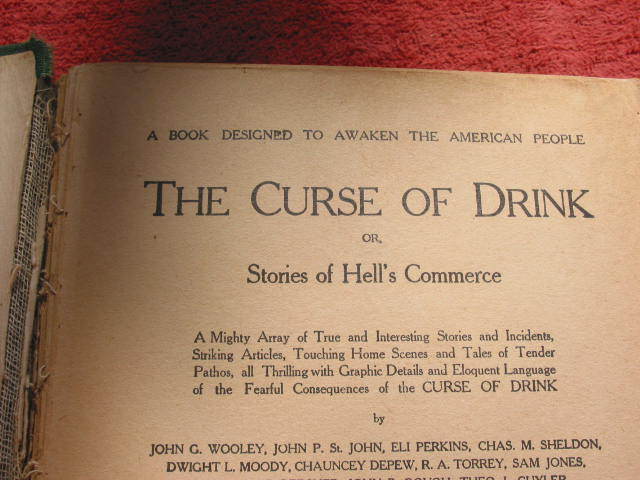 A BOOK DESIGNED TO AWAKEN THE AMERICAN PEOPLE
THE CURSE OF DRINK
OR,
Stories of Hell's Commerce
A Mighty Array of True and Interesting Stories and Incidents,
Striking Articles, Touching Home Scenes and Tales of Tender
Pathos, all Thrilling with Graphic Details and Eloquent Language
of the Fearful Consequences of the CURSE OF DRINK
by
JOHN G. WOOLEY, JOHN P. St. JOHN, ELI PERKINS, CHAS. M. SHELDON,
DWIGHT L. MOODY, CHAUNCEY DEPEW, R. A. TORREY, SAM JONES,